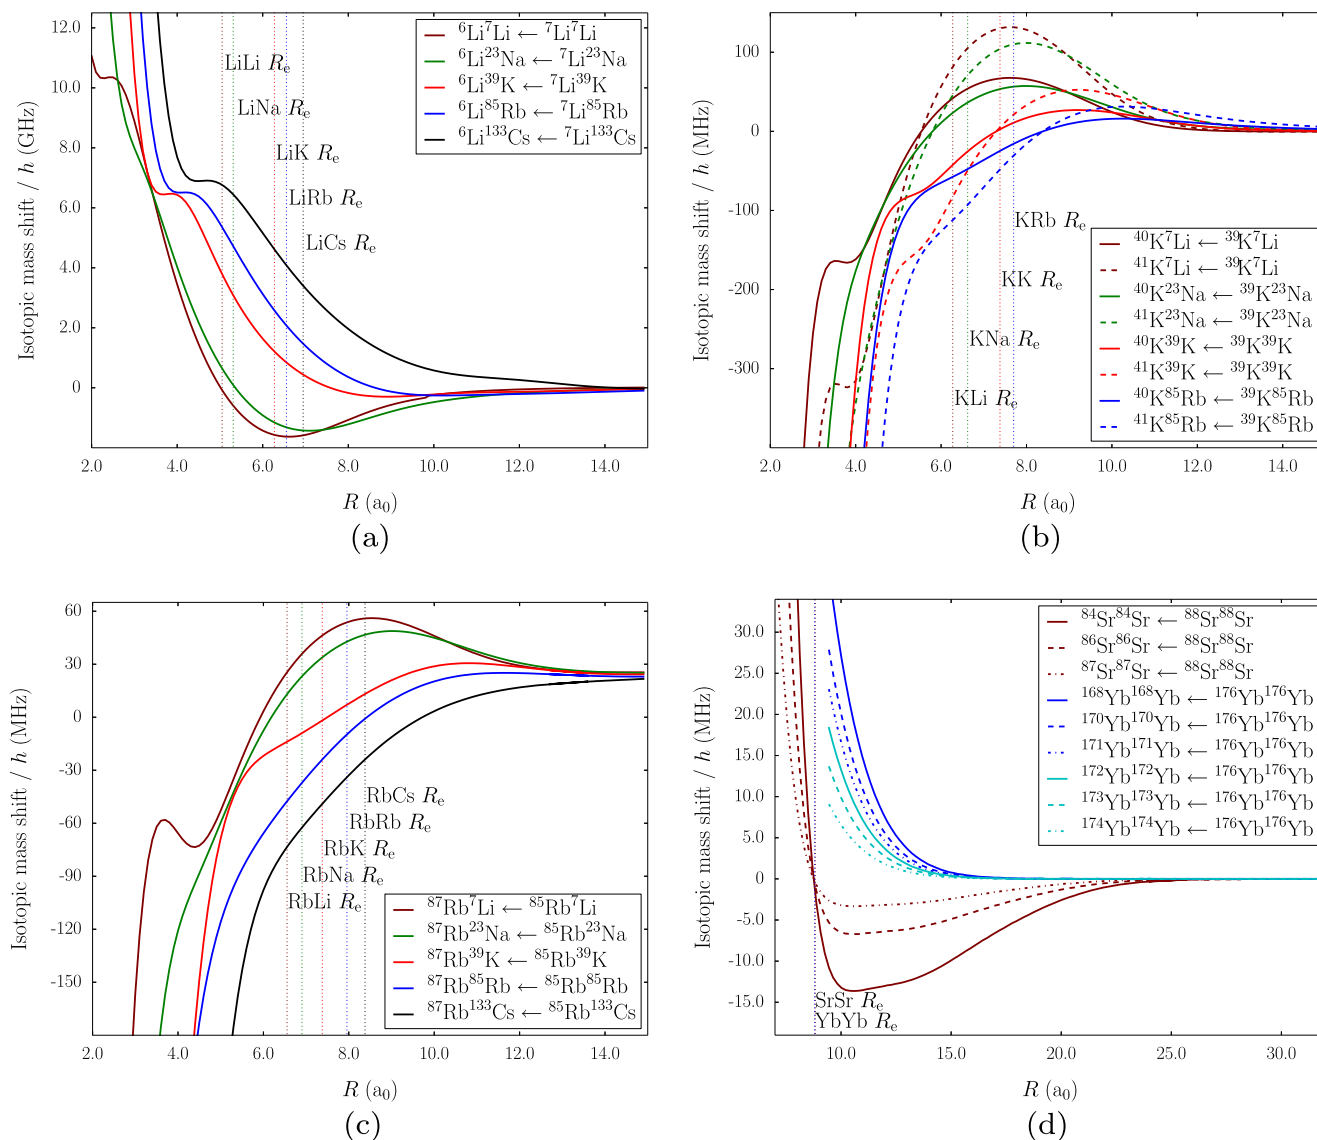 12.0
10.0
8.0
6.0
4.0
2.0
0
Isotopic mass shift / h (GHz)
2.0 4.0 6.0 8.0 10.0 12.0 14.0
R (a₀)
LiLi Rₑ
LiNa Rₑ
LiK Rₑ
LiRb Rₑ
LiCs Rₑ
⁶Li⁷Li ← ⁷Li⁷Li
⁶Li²³Na ← ⁷Li²³Na
⁶Li³⁹K ← ⁷Li³⁹K
⁶Li⁸⁵Rb ← ⁷Li⁸⁵Rb
⁶Li¹³³Cs ← ⁷Li¹³³Cs
(a)
100
0
-100
-200
-300
Isotopic mass shift / h (MHz)
2.0 4.0 6.0 8.0 10.0 12.0 14.0
R (a₀)
KRb Rₑ
KK Rₑ
KNa Rₑ
KLi Rₑ
⁴⁰K⁷Li ← ³⁹K⁷Li
⁴¹K⁷Li ← ³⁹K⁷Li
⁴⁰K²³Na ← ³⁹K²³Na
⁴¹K²³Na ← ³⁹K²³Na
⁴⁰K³⁹K ← ³⁹K³⁹K
⁴¹K³⁹K ← ³⁹K³⁹K
⁴⁰K⁸⁵Rb ← ³⁹K⁸⁵Rb
⁴¹K⁸⁵Rb ← ³⁹K⁸⁵Rb
(b)
60
30
0
-30
-60
-90
-120
-150
Isotopic mass shift / h (MHz)
2.0 4.0 6.0 8.0 10.0 12.0 14.0
R (a₀)
RbCs Rₑ
RbRb Rₑ
RbK Rₑ
RbNa Rₑ
RbLi Rₑ
⁸⁷Rb⁷Li ← ⁸⁵Rb⁷Li
⁸⁷Rb²³Na ← ⁸⁵Rb²³Na
⁸⁷Rb³⁹K ← ⁸⁵Rb³⁹K
⁸⁷Rb⁸⁵Rb ← ⁸⁵Rb⁸⁵Rb
⁸⁷Rb¹³³Cs ← ⁸⁵Rb¹³³Cs
(c)
30.0
25.0
20.0
15.0
10.0
5.0
0
-5.0
-10.0
-15.0
Isotopic mass shift / h (MHz)
10.0 15.0 20.0 25.0 30.0
R (a₀)
SrSr Rₑ
YbYb Rₑ
⁸⁴Sr⁸⁴Sr ← ⁸⁸Sr⁸⁸Sr
⁸⁶Sr⁸⁶Sr ← ⁸⁸Sr⁸⁸Sr
⁸⁷Sr⁸⁷Sr ← ⁸⁸Sr⁸⁸Sr
¹⁶⁸Yb¹⁶⁸Yb ← ¹⁷⁶Yb¹⁷⁶Yb
¹⁷⁰Yb¹⁷⁰Yb ← ¹⁷⁶Yb¹⁷⁶Yb
¹⁷¹Yb¹⁷¹Yb ← ¹⁷⁶Yb¹⁷⁶Yb
¹⁷²Yb¹⁷²Yb ← ¹⁷⁶Yb¹⁷⁶Yb
¹⁷³Yb¹⁷³Yb ← ¹⁷⁶Yb¹⁷⁶Yb
¹⁷⁴Yb¹⁷⁴Yb ← ¹⁷⁶Yb¹⁷⁶Yb
(d)